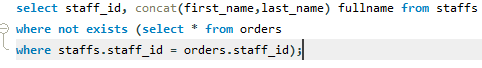 select staff_id, concat(first_name,last_name) fullname from staffs
where not exists (select * from orders
where staffs.staff_id = orders.staff_id);